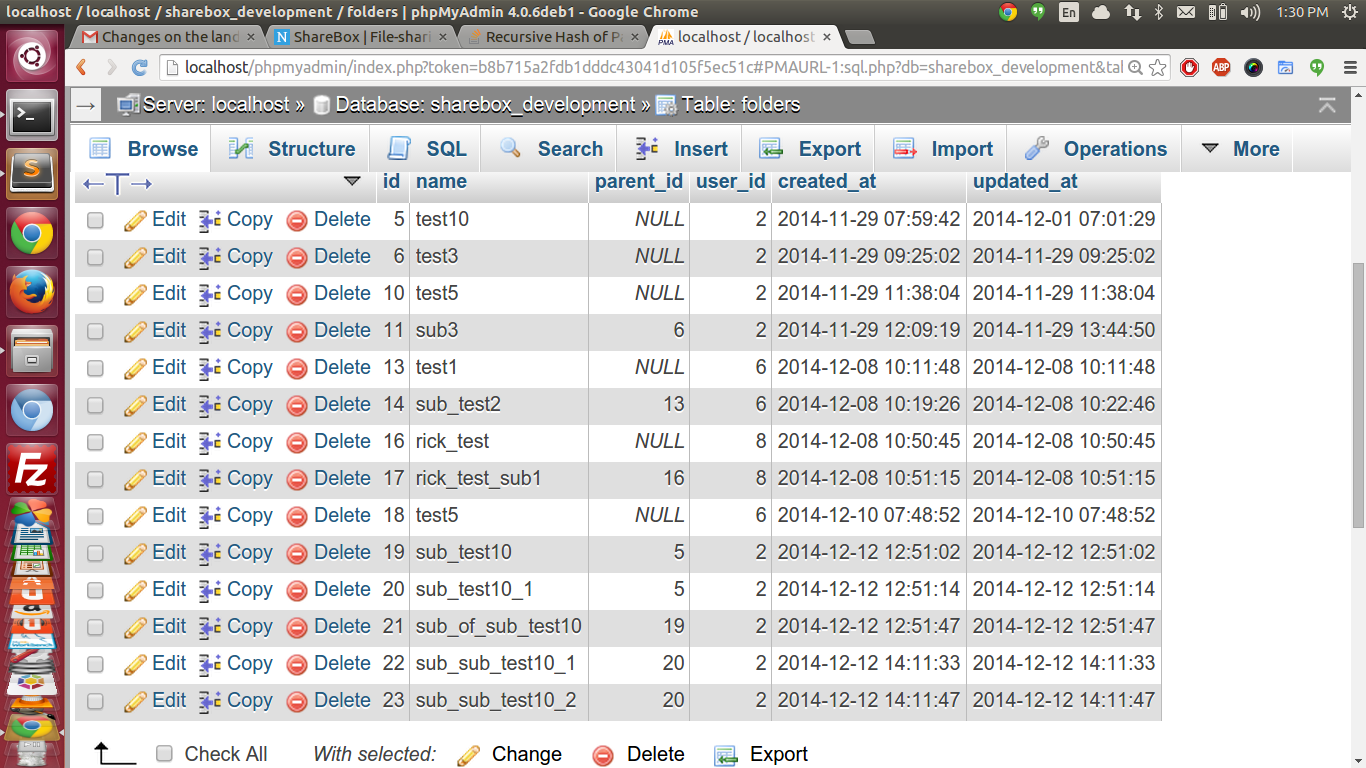 localhost / localhost / sharebox_development / folders | phpMyAdmin 4.0.6deb1 - Google Chrome En 1:30 PM
Changes on the land × ShareBox | File-shari × Recursive Hash of P × localhost / localhost ×
localhost/phpmyadmin/index.php?token=b8b715a2fdb1dddc43041d105f5ec51c#PMAURL-1:sql.php?db=sharebox_development&tal ABP
→ Server: localhost » Database: sharebox_development » Table: folders
Browse Structure SQL Search Insert Export Import Operations More
←T→ id name parent_id user_id created_at updated_at
Edit Copy Delete 5 test10 NULL 2 2014-11-29 07:59:42 2014-12-01 07:01:29
Edit Copy Delete 6 test3 NULL 2 2014-11-29 09:25:02 2014-11-29 09:25:02
Edit Copy Delete 10 test5 NULL 2 2014-11-29 11:38:04 2014-11-29 11:38:04
Edit Copy Delete 11 sub3 6 2 2014-11-29 12:09:19 2014-11-29 13:44:50
Edit Copy Delete 13 test1 NULL 6 2014-12-08 10:11:48 2014-12-08 10:11:48
Edit Copy Delete 14 sub_test2 13 6 2014-12-08 10:19:26 2014-12-08 10:22:46
Edit Copy Delete 16 rick_test NULL 8 2014-12-08 10:50:45 2014-12-08 10:50:45
Edit Copy Delete 17 rick_test_sub1 16 8 2014-12-08 10:51:15 2014-12-08 10:51:15
Edit Copy Delete 18 test5 NULL 6 2014-12-10 07:48:52 2014-12-10 07:48:52
Edit Copy Delete 19 sub_test10 5 2 2014-12-12 12:51:02 2014-12-12 12:51:02
Edit Copy Delete 20 sub_test10_1 5 2 2014-12-12 12:51:14 2014-12-12 12:51:14
Edit Copy Delete 21 sub_of_sub_test10 19 2 2014-12-12 12:51:47 2014-12-12 12:51:47
Edit Copy Delete 22 sub_sub_test10_1 20 2 2014-12-12 14:11:33 2014-12-12 14:11:33
Edit Copy Delete 23 sub_sub_test10_2 20 2 2014-12-12 14:11:47 2014-12-12 14:11:47
Check All With selected: Change Delete Export